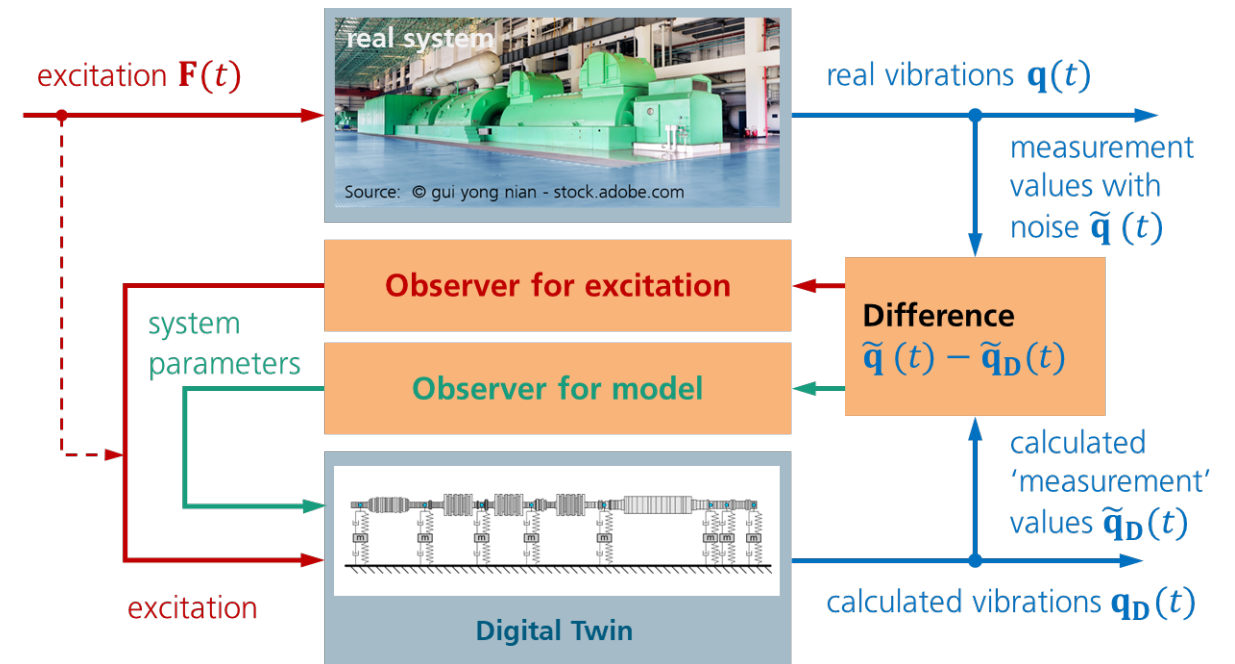 real system
excitation F(t)
real vibrations q(t)
measurement
values with
noise q̃ (t)
Source: © gui yong nian - stock.adobe.com
Observer for excitation
Difference
q̃ (t) − q̃D(t)
system
parameters
Observer for model
calculated
‘measurement’
values q̃D(t)
m m m m m m m m
excitation
calculated vibrations qD(t)
Digital Twin